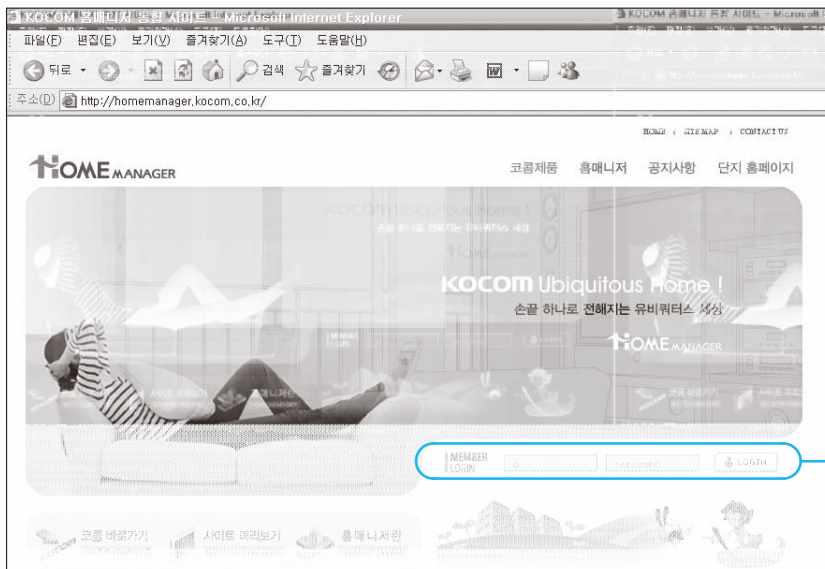 KOCOM 홈매니저 통합 사이트 - Microsoft Internet Explorer
파일(F) 편집(E) 보기(V) 즐겨찾기(A) 도구(T) 도움말(H)
뒤로 검색 즐겨찾기
주소(D) http://homemanager.kocom.co.kr/
HOME | SITE MAP | CONTACT US
HOME MANAGER
코콤제품 홈매니저 공지사항 단지 홈페이지
KOCOM Ubiquitous Home !
손끝 하나로 전해지는 유비쿼터스 세상
HOME MANAGER
MEMBER
LOGIN
LOGIN
코콤 바로가기 사이트 미리보기 홈매니저란